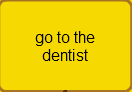 go to the
dentist